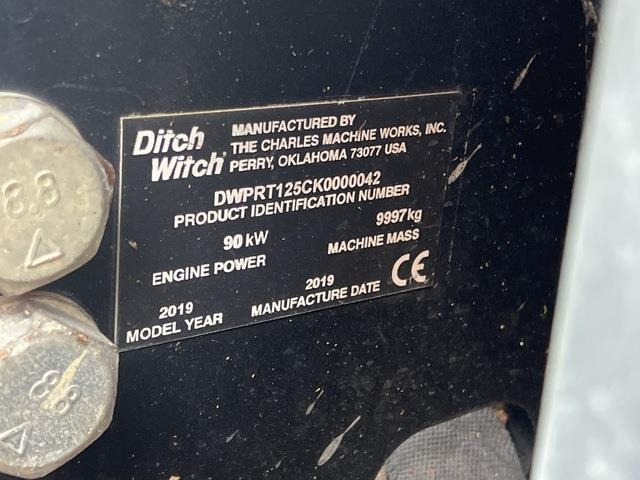 Ditch Witch
MANUFACTURED BY
THE CHARLES MACHINE WORKS, INC.
PERRY, OKLAHOMA 73077 USA
DWPRT125CK0000042
PRODUCT IDENTIFICATION NUMBER
90 kW
9997kg
ENGINE POWER
MACHINE MASS
2019
2019
MODEL YEAR
MANUFACTURE DATE
CE
8.8
8.8